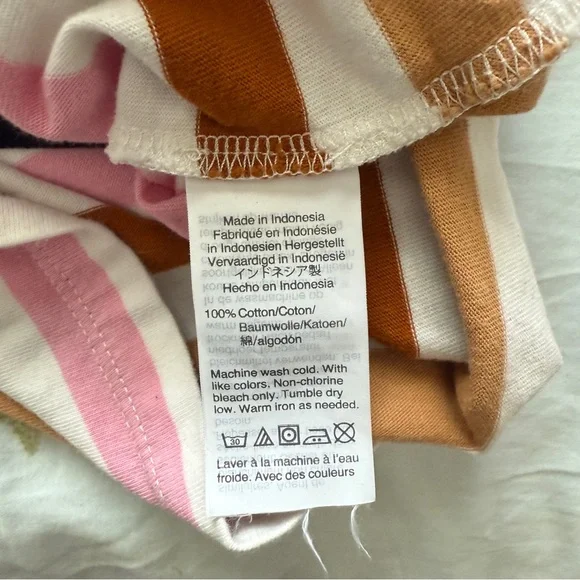 Made in Indonesia
Fabriqué en Indonésie
in Indonesien Hergestellt
Vervaardigd in Indonesië
インドネシア製
Hecho en Indonesia
100% Cotton/Coton/
Baumwolle/Katoen/
綿/algodón
Machine wash cold. With
like colors. Non-chlorine
bleach only. Tumble dry
low. Warm iron as needed.
30
Laver à la machine à l'eau
froide. Avec des couleurs